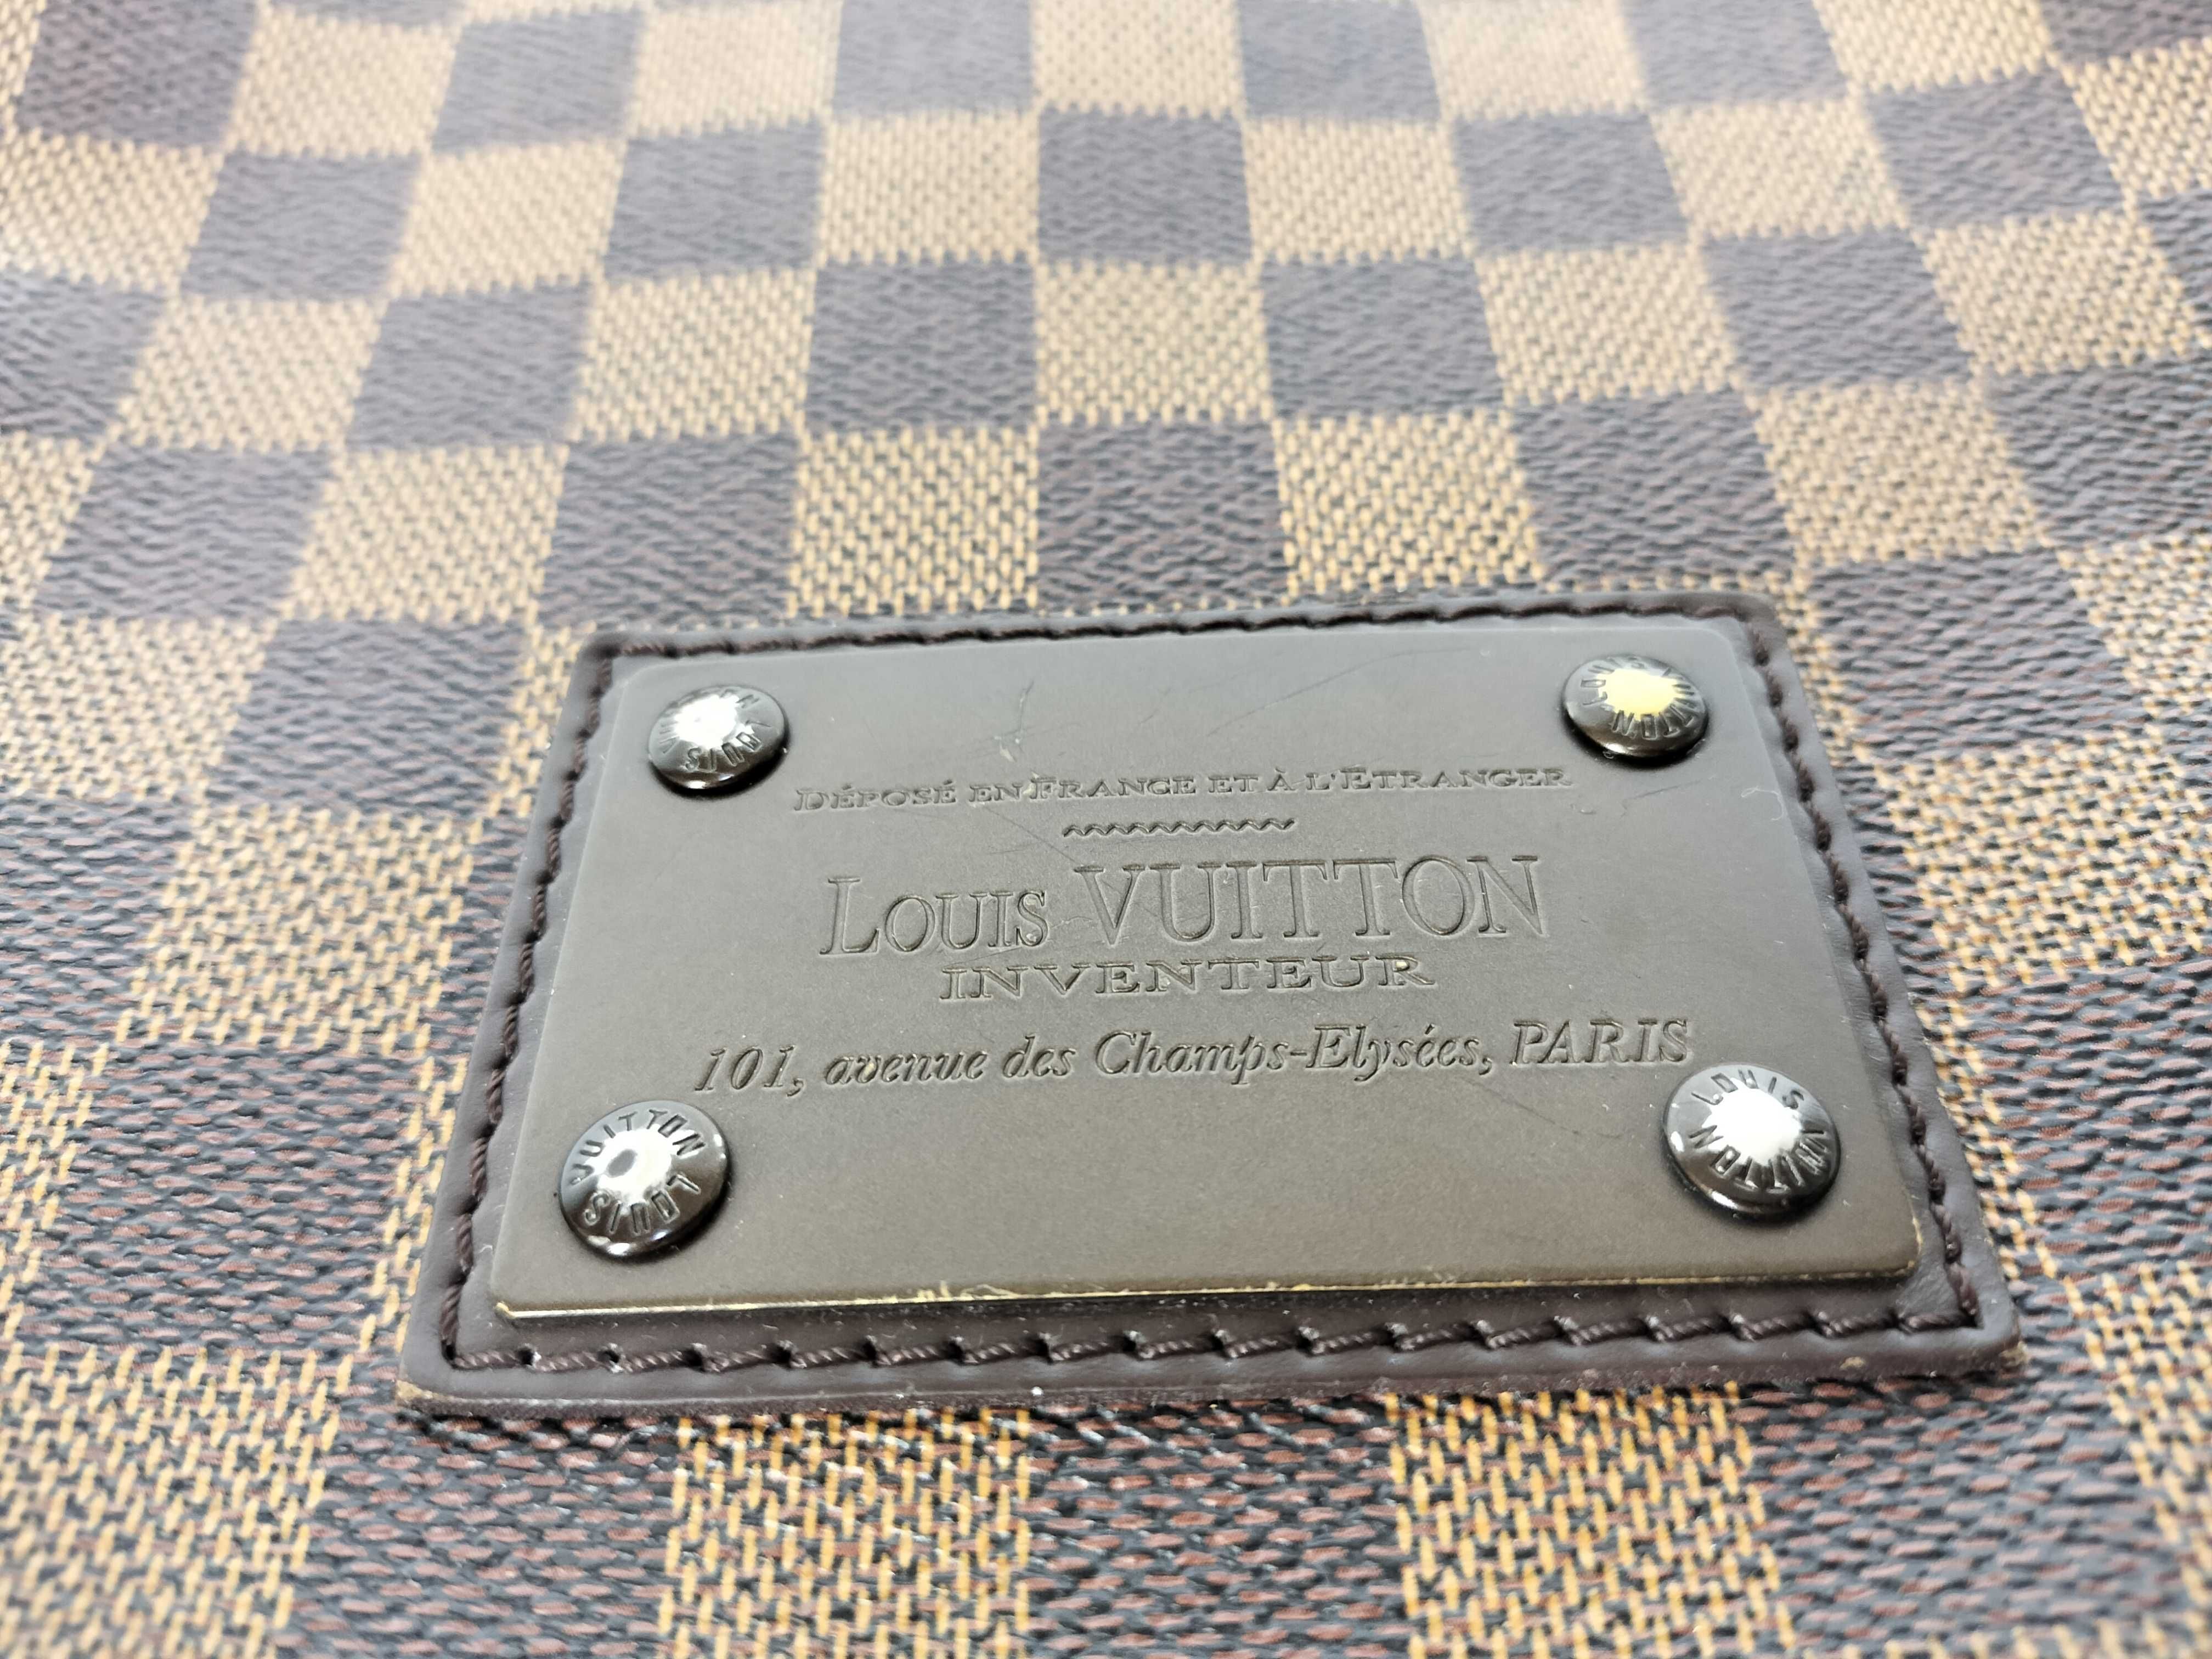 LOUIS VUITTON
LOUIS VUITTON
DÉPOSÉ EN FRANCE ET À L'ÉTRANGER
LOUIS VUITTON
INVENTEUR
101, avenue des Champs-Elysées, PARIS
LOUIS VUITTON
LOUIS VUITTON